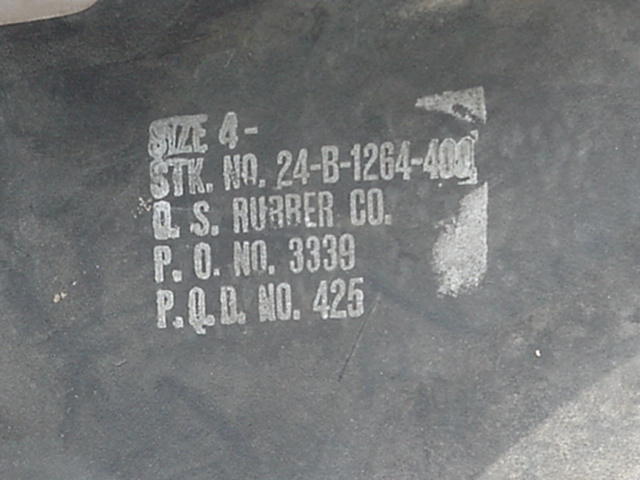 SIZE 4-
STK. NO. 24-B-1264-400
Q. S. RUBBER CO.
P. O. NO. 3339
P.Q.D. NO. 425